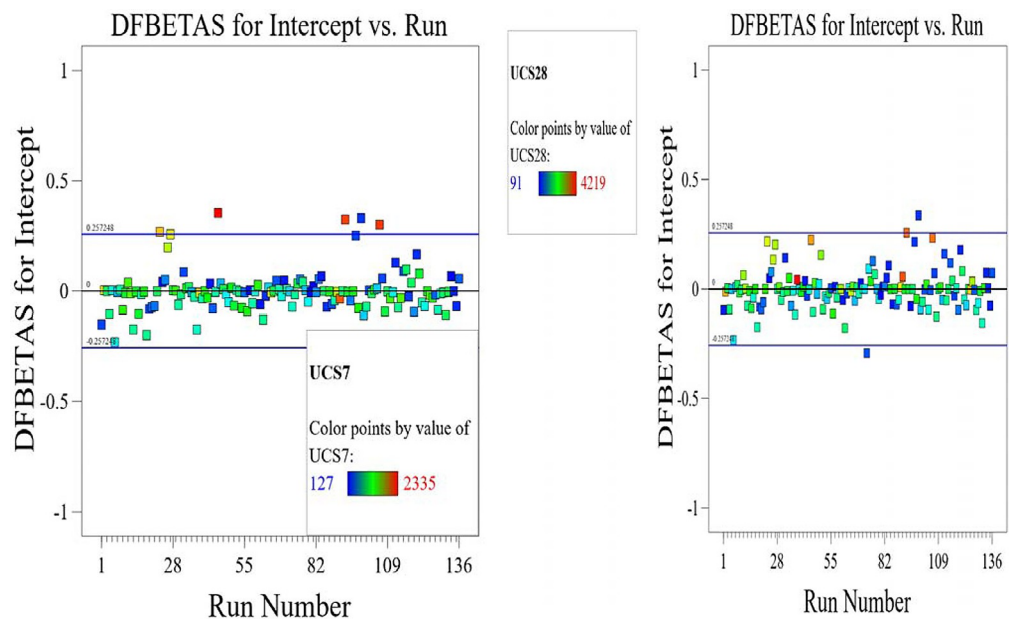 DFBETAS for Intercept vs. Run
DFBETAS for Intercept
1
0.5
0
-0.5
-1
0.257248
0
-0.257248
UCS7
Color points by value of
UCS7:
127
2335
1
28
55
82
109
136
Run Number
UCS28
Color points by value of
UCS28:
91
4219
DFBETAS for Intercept vs. Run
DFBETAS for Intercept
1
0.5
0
-0.5
-1
0.257248
0
-0.257248
1
28
55
82
109
136
Run Number